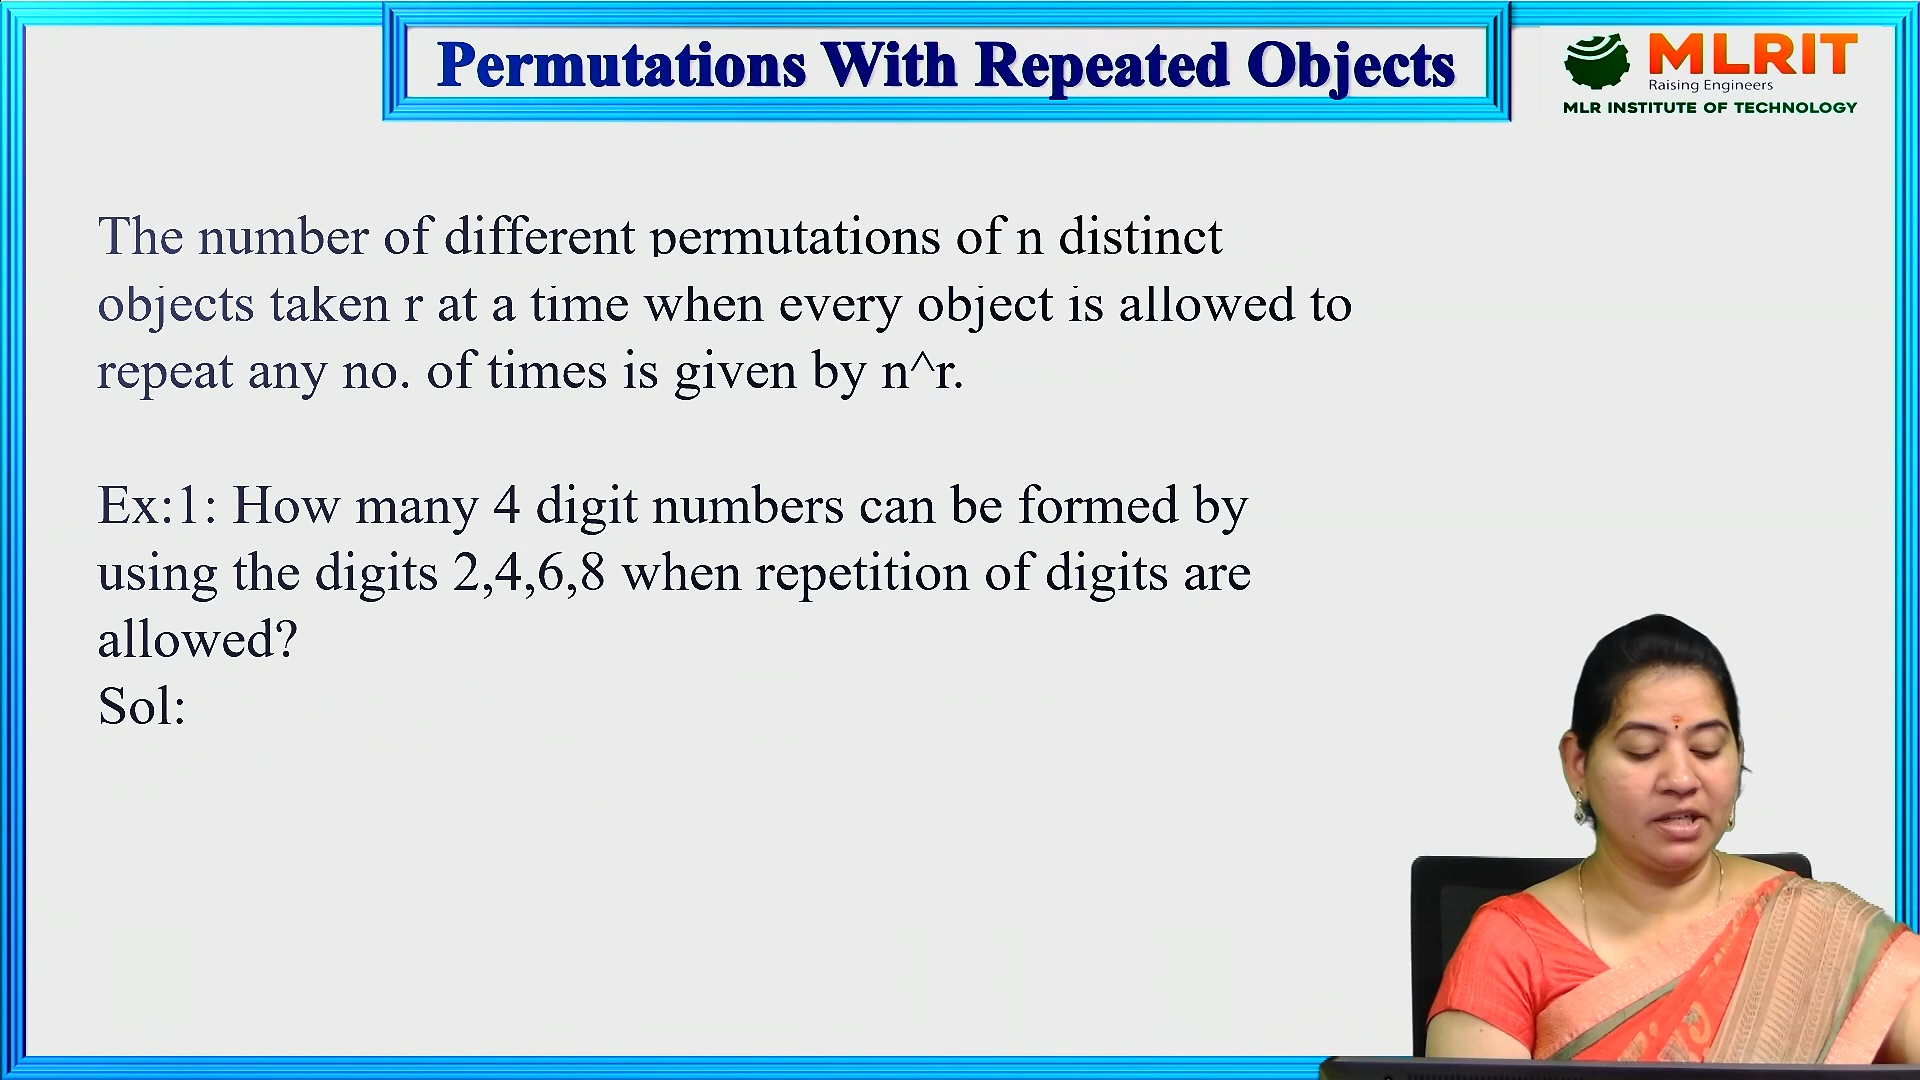 Permutations With Repeated Objects
MLRIT
Raising Engineers
MLR INSTITUTE OF TECHNOLOGY
The number of different permutations of n distinct
objects taken r at a time when every object is allowed to
repeat any no. of times is given by n^r.
Ex:1: How many 4 digit numbers can be formed by
using the digits 2,4,6,8 when repetition of digits are
allowed?
Sol: